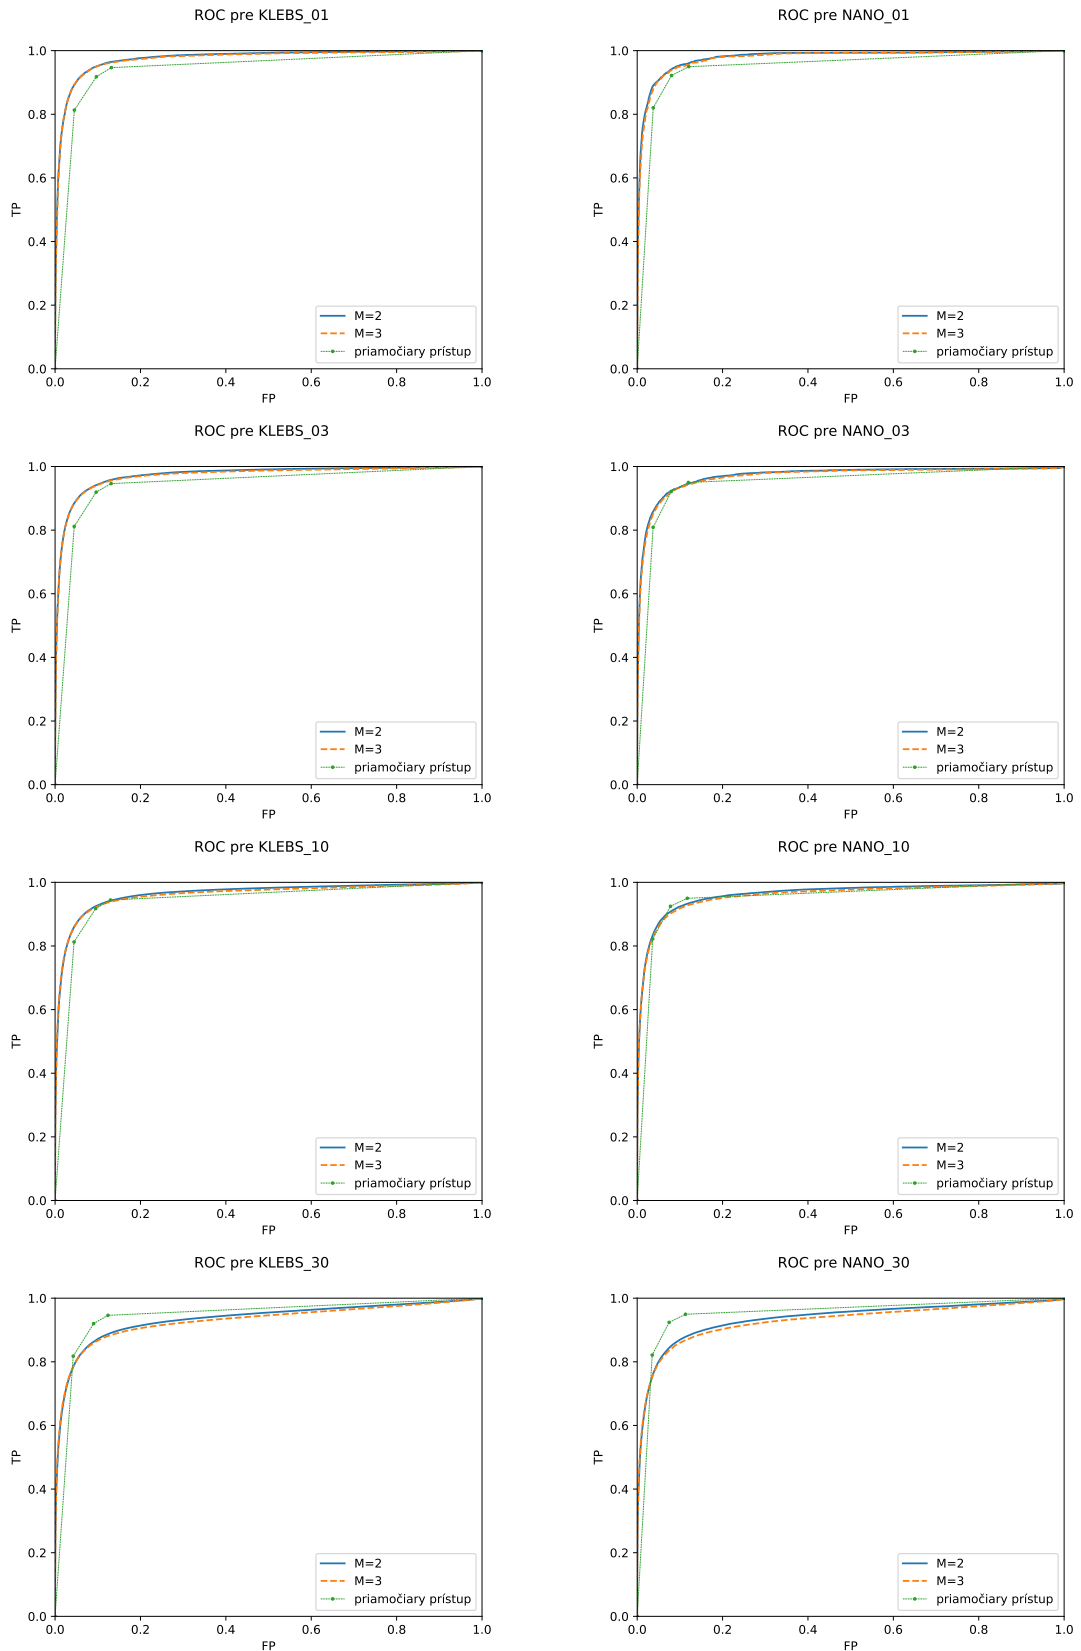 ROC pre KLEBS_01
1.0
0.8
0.6
0.4
0.2
0.0
TP
0.0 0.2 0.4 0.6 0.8 1.0
FP
M=2
M=3
priamočiary prístup
ROC pre NANO_01
1.0
0.8
0.6
0.4
0.2
0.0
TP
0.0 0.2 0.4 0.6 0.8 1.0
FP
M=2
M=3
priamočiary prístup
ROC pre KLEBS_03
1.0
0.8
0.6
0.4
0.2
0.0
TP
0.0 0.2 0.4 0.6 0.8 1.0
FP
M=2
M=3
priamočiary prístup
ROC pre NANO_03
1.0
0.8
0.6
0.4
0.2
0.0
TP
0.0 0.2 0.4 0.6 0.8 1.0
FP
M=2
M=3
priamočiary prístup
ROC pre KLEBS_10
1.0
0.8
0.6
0.4
0.2
0.0
TP
0.0 0.2 0.4 0.6 0.8 1.0
FP
M=2
M=3
priamočiary prístup
ROC pre NANO_10
1.0
0.8
0.6
0.4
0.2
0.0
TP
0.0 0.2 0.4 0.6 0.8 1.0
FP
M=2
M=3
priamočiary prístup
ROC pre KLEBS_30
1.0
0.8
0.6
0.4
0.2
0.0
TP
0.0 0.2 0.4 0.6 0.8 1.0
FP
M=2
M=3
priamočiary prístup
ROC pre NANO_30
1.0
0.8
0.6
0.4
0.2
0.0
TP
0.0 0.2 0.4 0.6 0.8 1.0
FP
M=2
M=3
priamočiary prístup